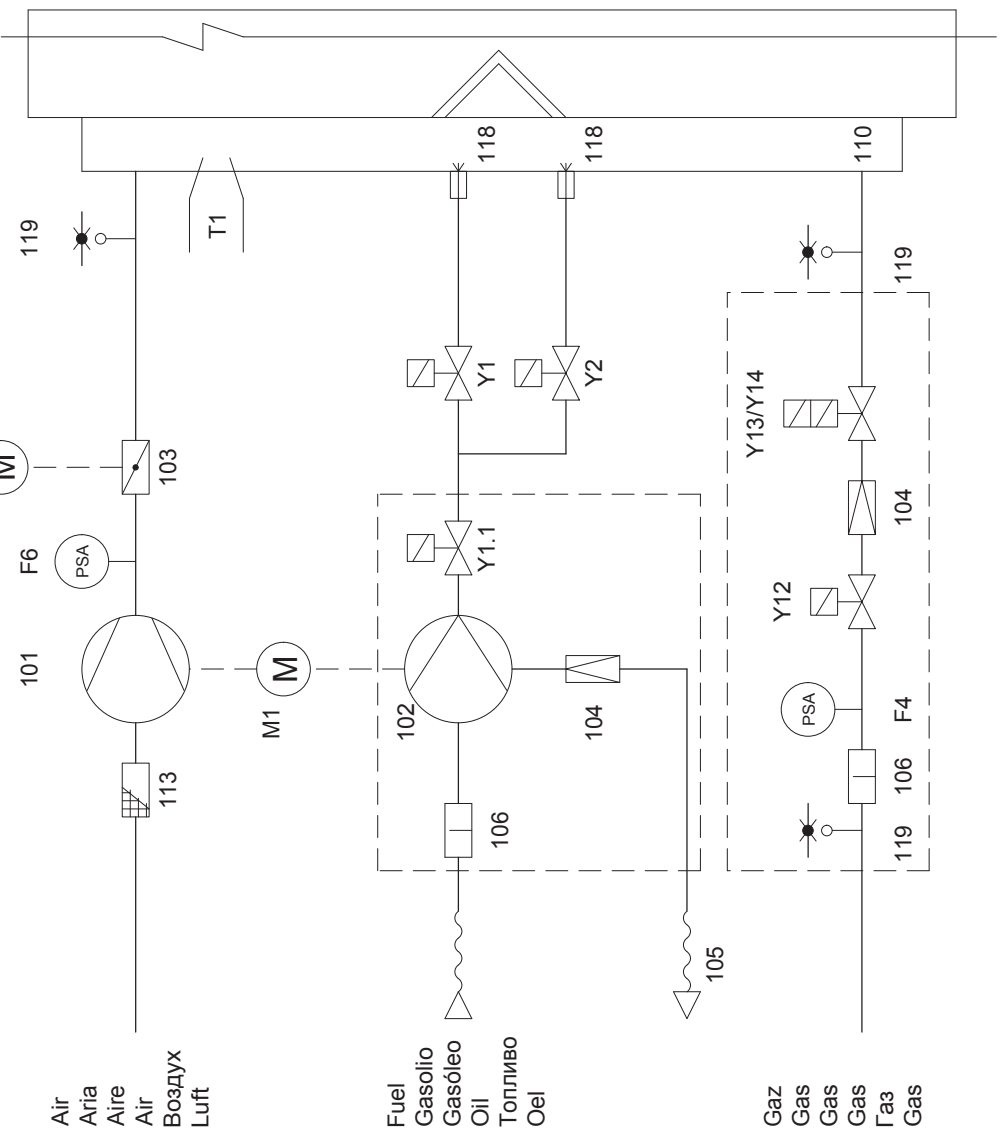 Air
Aria
Aire
Air
Воздух
Luft
113
101
F6
PSA
M
103
119
T1
M1
M
Fuel
Gasolio
Gasóleo
Oil
Топливо
Oel
106
102
Y1.1
Y1
118
104
Y2
118
105
Gaz
Gas
Gas
Gas
Газ
Gas
119
106
PSA
F4
Y12
104
Y13/Y14
119
110